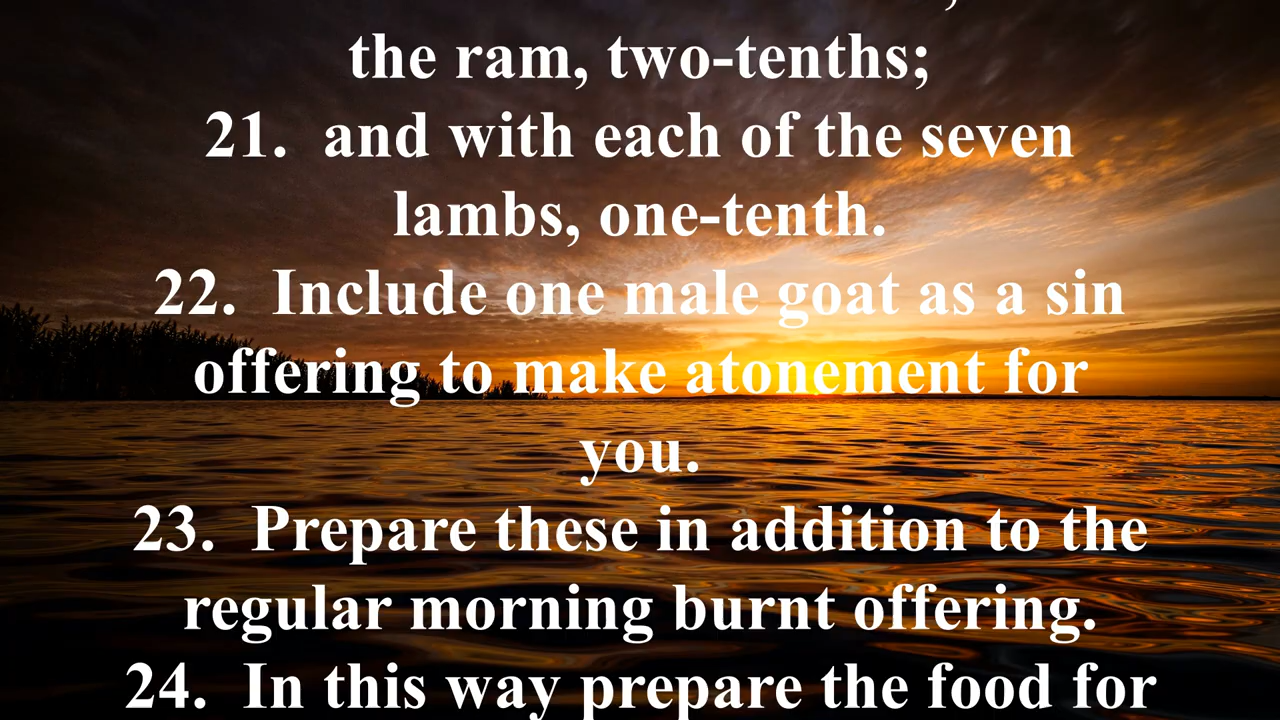 the ram, two-tenths;
21. and with each of the seven
lambs, one-tenth.
22. Include one male goat as a sin
offering to make atonement for
you.
23. Prepare these in addition to the
regular morning burnt offering.
24. In this way prepare the food for